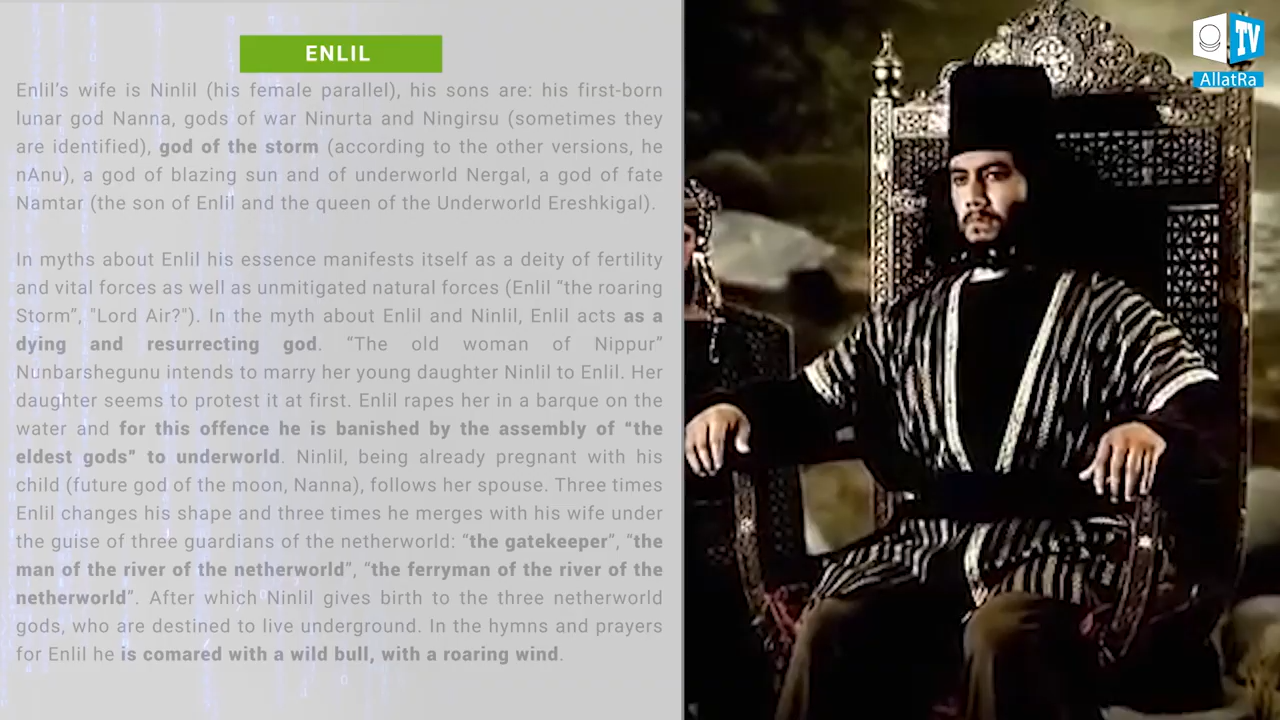 ENLIL
Enlil's wife is Ninlil (his female parallel), his sons are: his first-born
lunar god Nanna, gods of war Ninurta and Ningirsu (sometimes they
are identified), god of the storm (according to the other versions, he
nAnu), a god of blazing sun and of underworld Nergal, a god of fate
Namtar (the son of Enlil and the queen of the Underworld Ereshkigal).
In myths about Enlil his essence manifests itself as a deity of fertility
and vital forces as well as unmitigated natural forces (Enlil “the roaring
Storm”, "Lord Air?"). In the myth about Enlil and Ninlil, Enlil acts as a
dying and resurrecting god. “The old woman of Nippur”
Nunbarshegunu intends to marry her young daughter Ninlil to Enlil. Her
daughter seems to protest it at first. Enlil rapes her in a barque on the
water and for this offence he is banished by the assembly of “the
eldest gods” to underworld. Ninlil, being already pregnant with his
child (future god of the moon, Nanna), follows her spouse. Three times
Enlil changes his shape and three times he merges with his wife under
the guise of three guardians of the netherworld: “the gatekeeper”, “the
man of the river of the netherworld”, “the ferryman of the river of the
netherworld”. After which Ninlil gives birth to the three netherworld
gods, who are destined to live underground. In the hymns and prayers
for Enlil he is comared with a wild bull, with a roaring wind.
TV
AllatRa